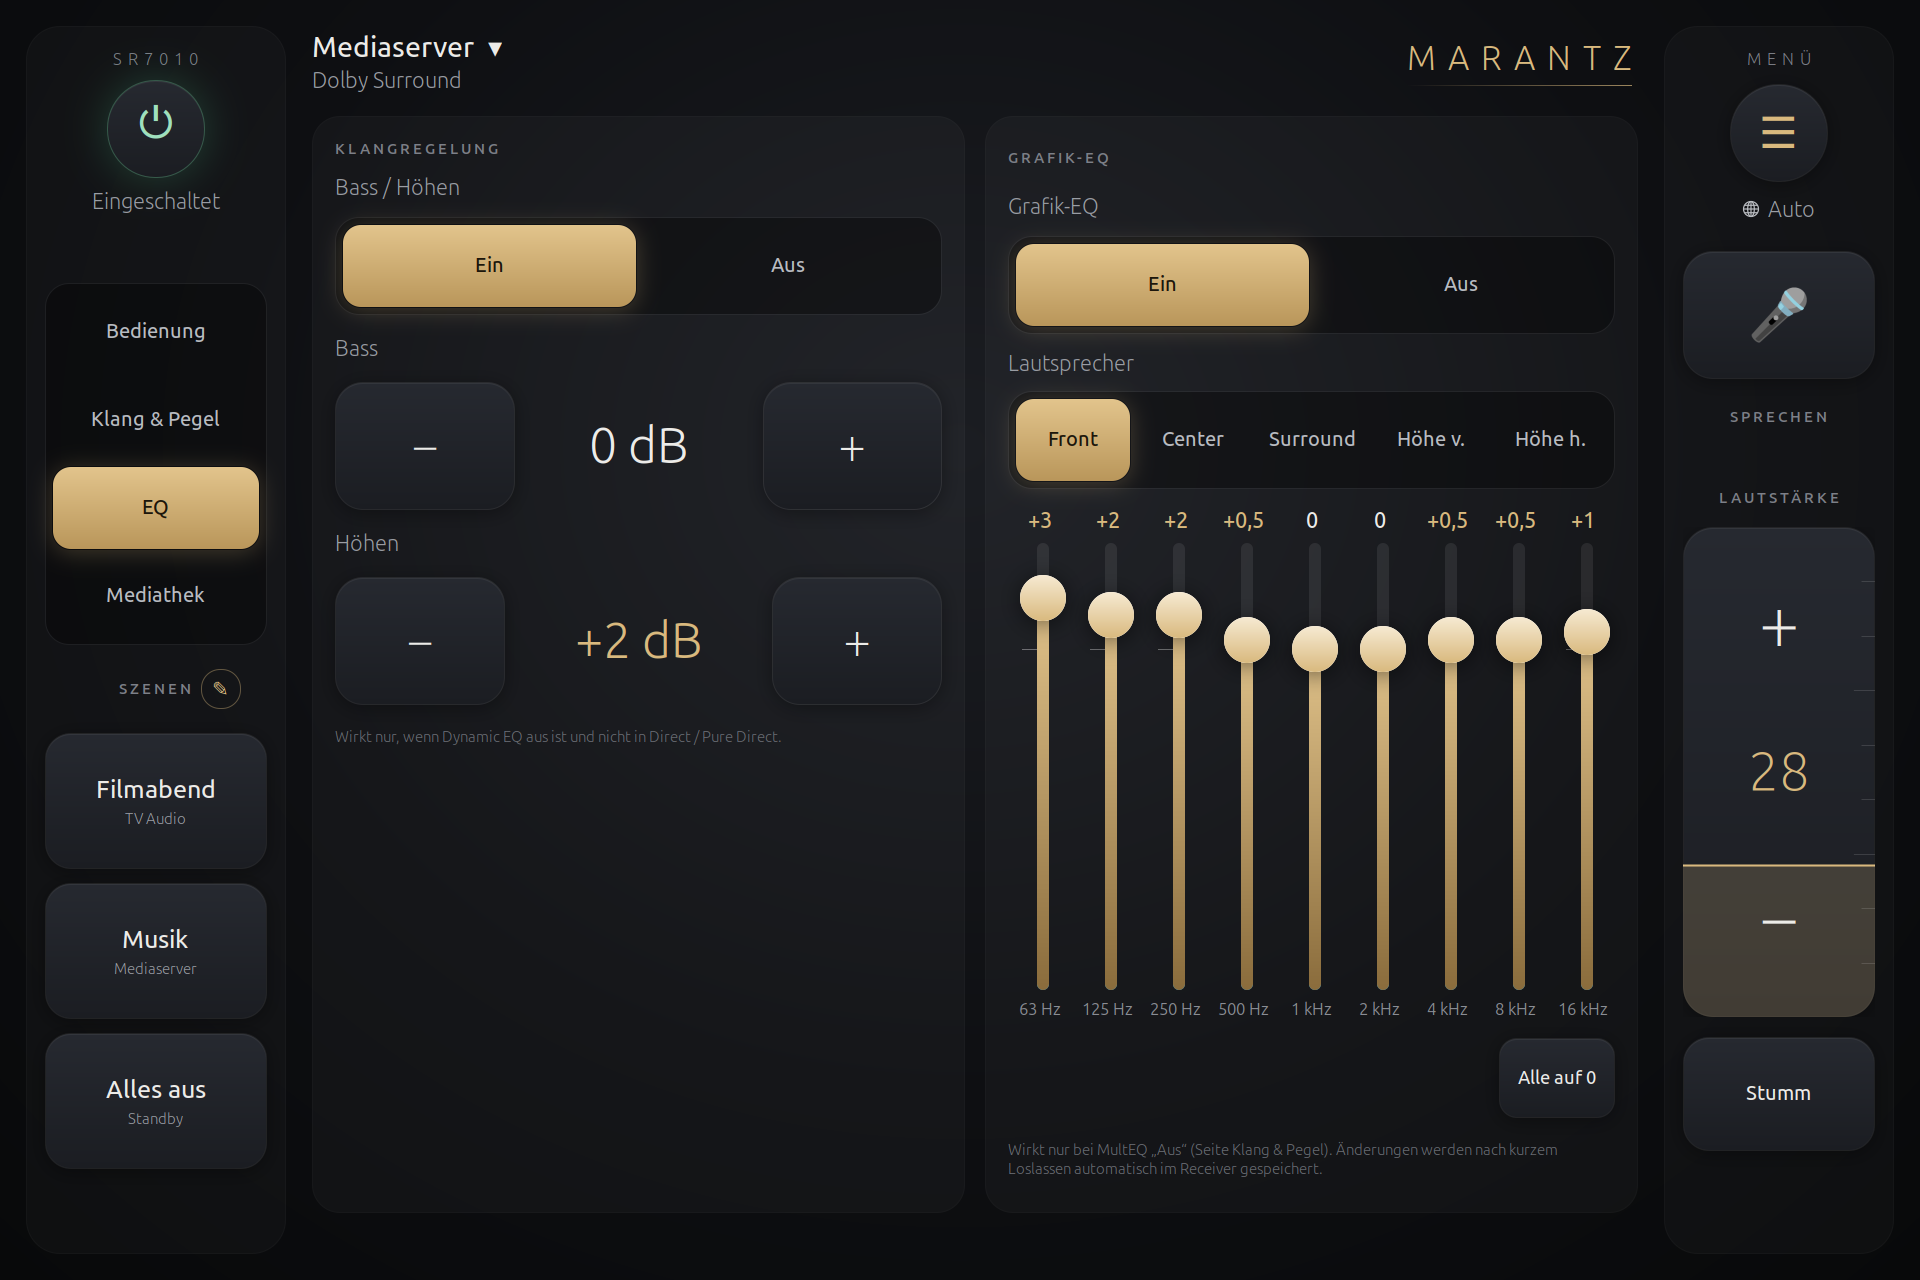 SR7010
Eingeschaltet
Bedienung
Klang & Pegel
EQ
Mediathek
SZENEN
Filmabend
TV Audio
Musik
Mediaserver
Alles aus
Standby
Mediaserver ▼
Dolby Surround
MARANTZ
KLANGREGELUNG
Bass / Höhen
Ein Aus
Bass
− 0 dB +
Höhen
− +2 dB +
Wirkt nur, wenn Dynamic EQ aus ist und nicht in Direct / Pure Direct.
GRAFIK-EQ
Grafik-EQ
Ein Aus
Lautsprecher
Front Center Surround Höhe v. Höhe h.
+3 +2 +2 +0,5 0 0 +0,5 +0,5 +1
63 Hz 125 Hz 250 Hz 500 Hz 1 kHz 2 kHz 4 kHz 8 kHz 16 kHz
Alle auf 0
Wirkt nur bei MultEQ „Aus“ (Seite Klang & Pegel). Änderungen werden nach kurzem
Loslassen automatisch im Receiver gespeichert.
MENÜ
Auto
SPRECHEN
LAUTSTÄRKE
+
28
−
Stumm